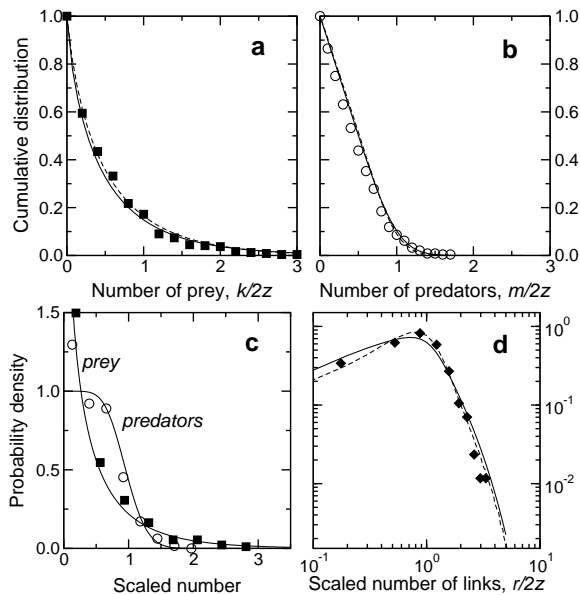 Cumulative distribution
1.0
0.8
0.6
0.4
0.2
0.0
a
0 1 2 3
Number of prey, k/2z
b
1.0
0.8
0.6
0.4
0.2
0.0
0 1 2 3
Number of predators, m/2z
Probability density
1.5
1.0
0.5
0.0
c
prey
predators
0 1 2 3
Scaled number
d
10^0
10^-1
10^-2
10^-1 10^0 10^1
Scaled number of links, r/2z